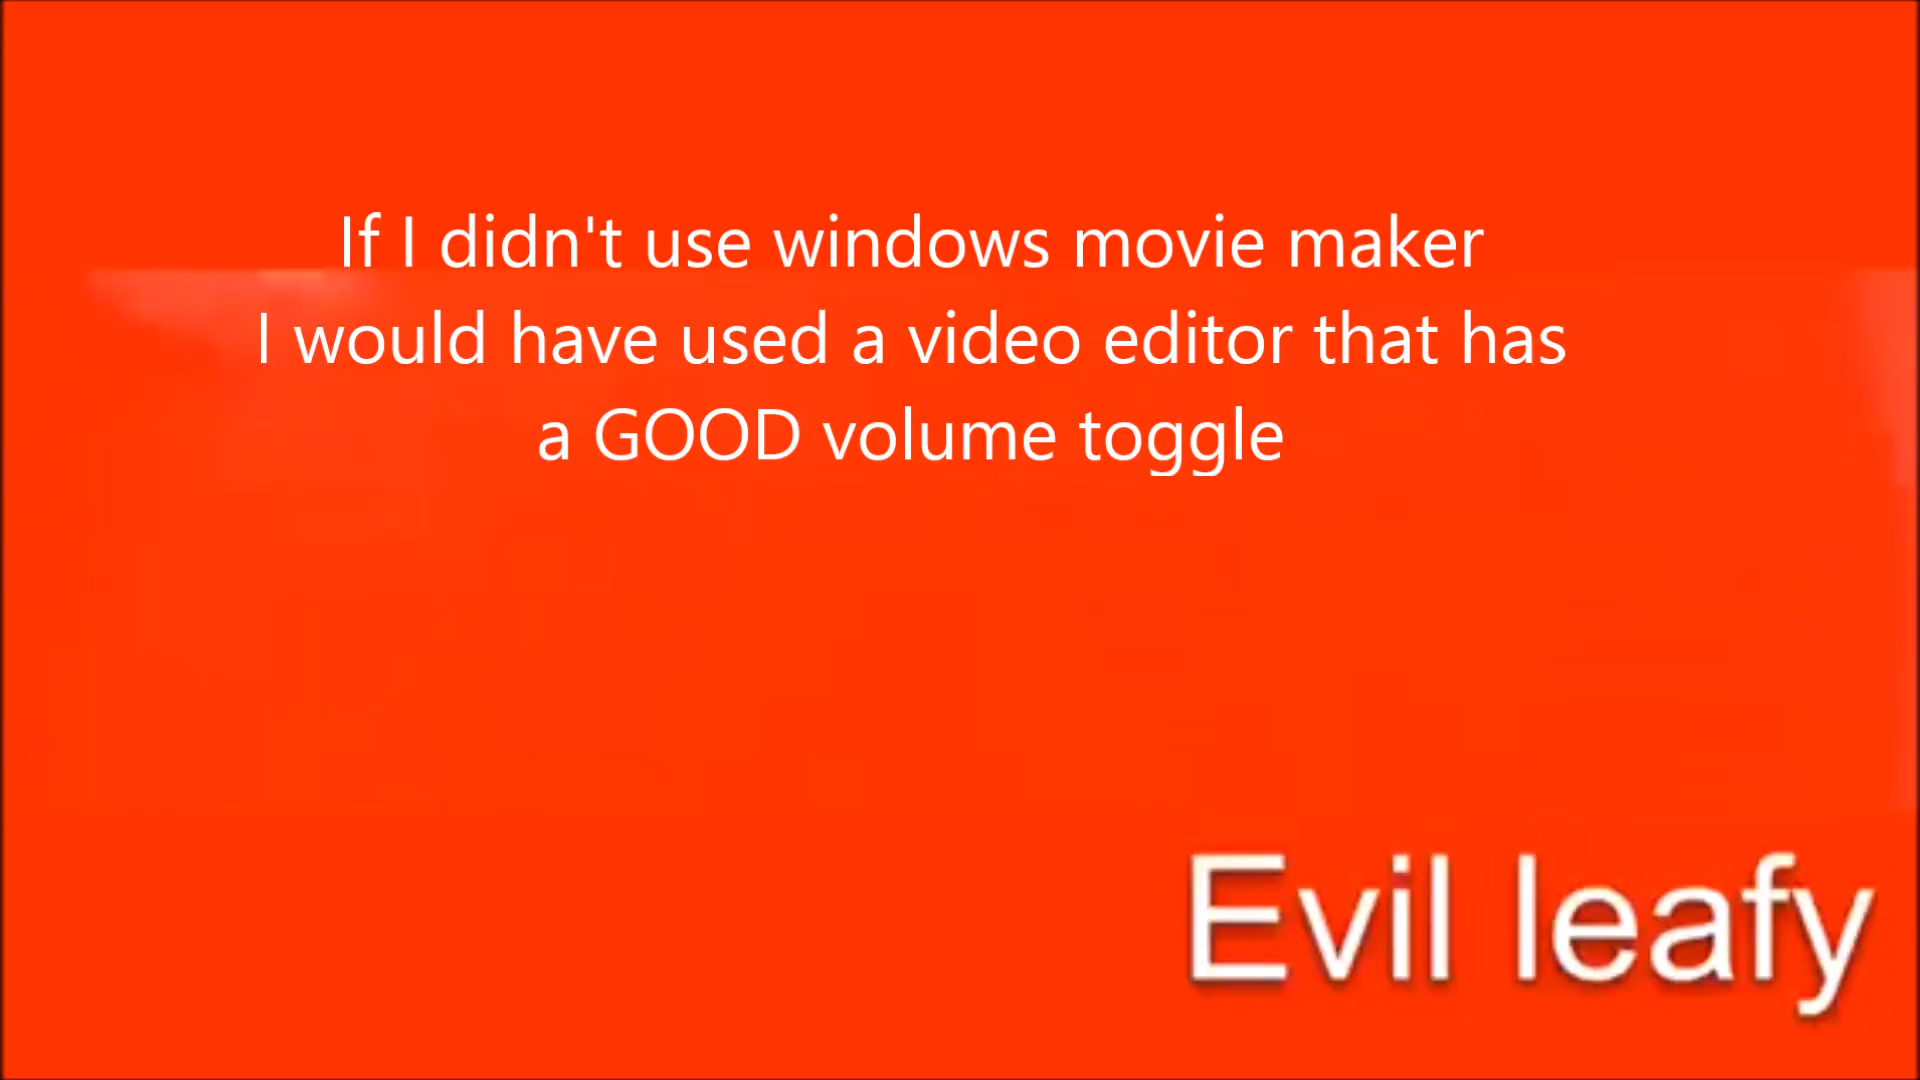 If I didn't use windows movie maker
I would have used a video editor that has
a GOOD volume toggle
Evil leafy